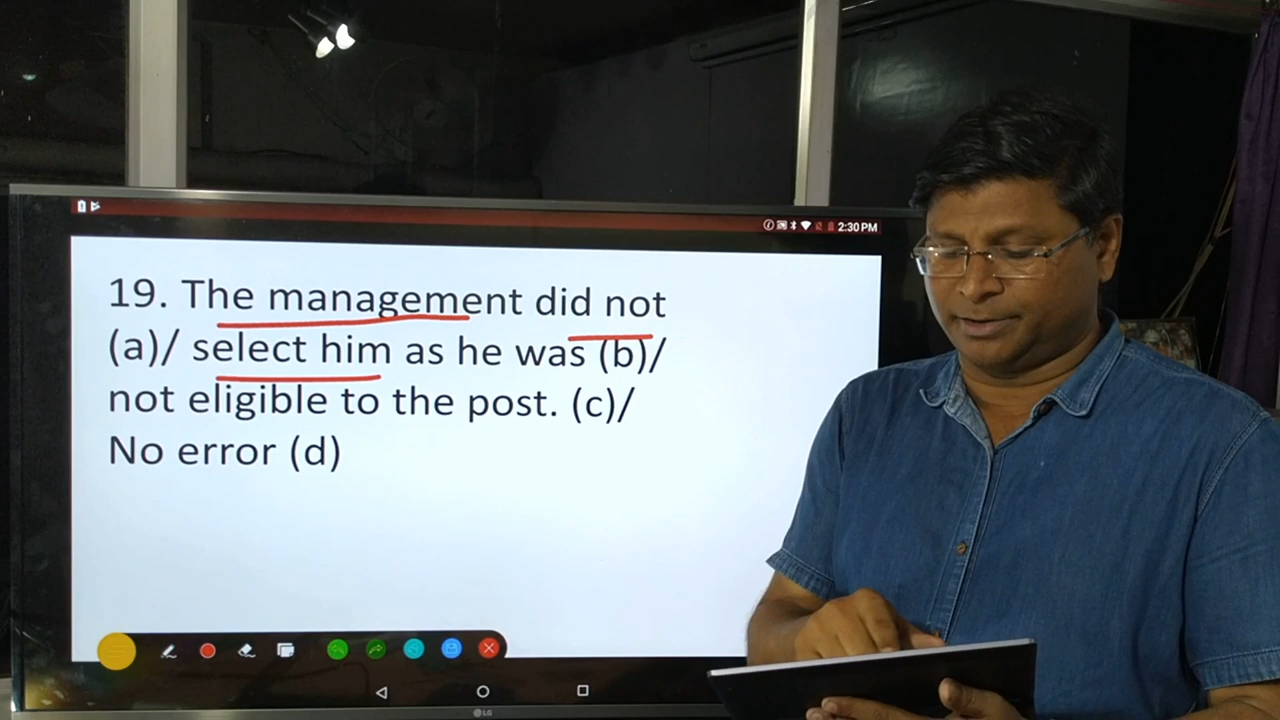 2:30 PM
19. The management did not
(a)/ select him as he was (b)/
not eligible to the post. (c)/
No error (d)
LG